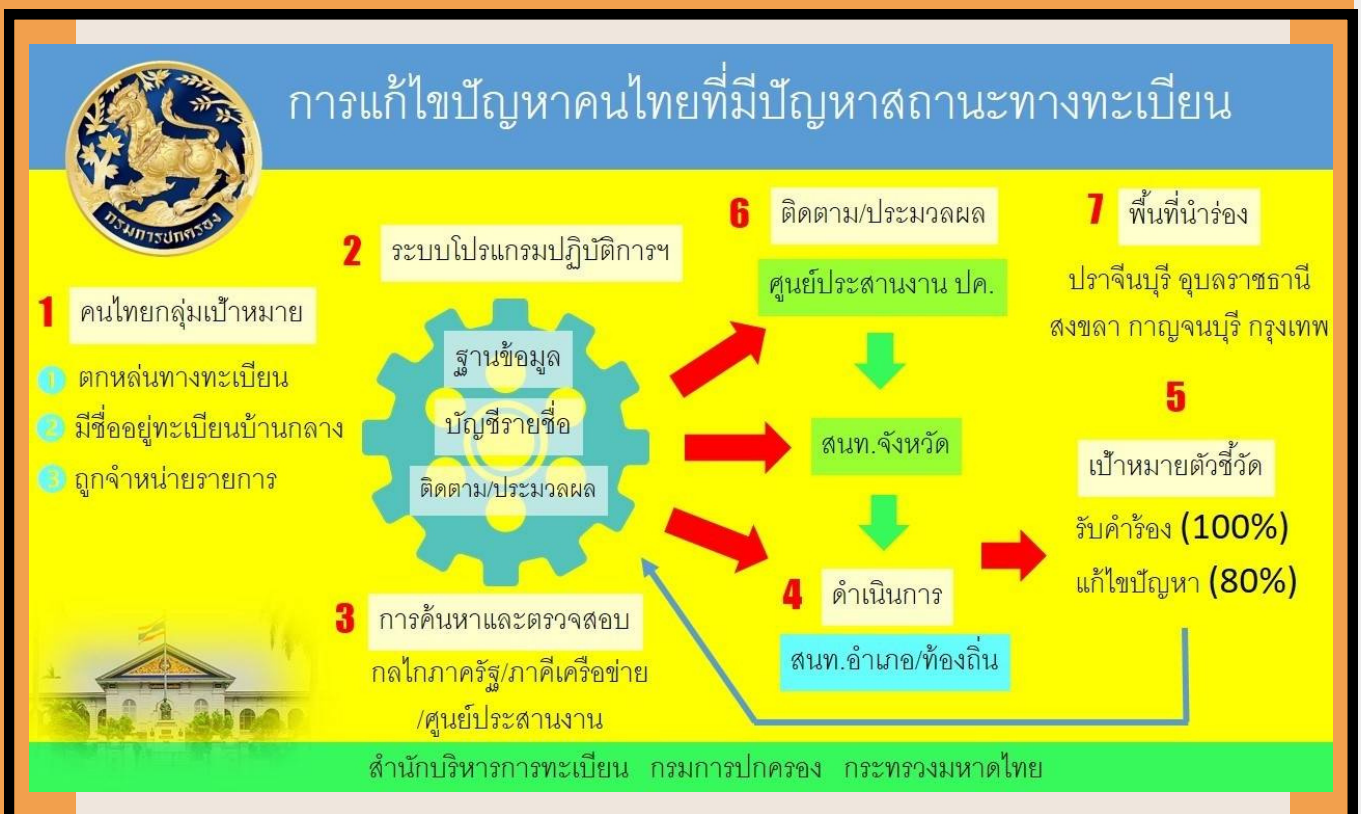 การแก้ไขปัญหาคนไทยที่มีปัญหาสถานะทางทะเบียน
กรมการปกครอง
1 คนไทยกลุ่มเป้าหมาย
1 ตกหล่นทางทะเบียน
2 มีชื่ออยู่ทะเบียนบ้านกลาง
3 ถูกจำหน่ายรายการ
2 ระบบโปรแกรมปฏิบัติการฯ
ฐานข้อมูล
บัญชีรายชื่อ
ติดตาม/ประมวลผล
3 การค้นหาและตรวจสอบ
กลไกภาครัฐ/ภาคีเครือข่าย
/ศูนย์ประสานงาน
6 ติดตาม/ประมวลผล
ศูนย์ประสานงาน ปค.
สนท.จังหวัด
4 ดำเนินการ
สนท.อำเภอ/ท้องถิ่น
7 พื้นที่นำร่อง
ปราจีนบุรี อุบลราชธานี
สงขลา กาญจนบุรี กรุงเทพ
5
เป้าหมายตัวชี้วัด
รับคำร้อง (100%)
แก้ไขปัญหา (80%)
สำนักบริหารการทะเบียน กรมการปกครอง กระทรวงมหาดไทย